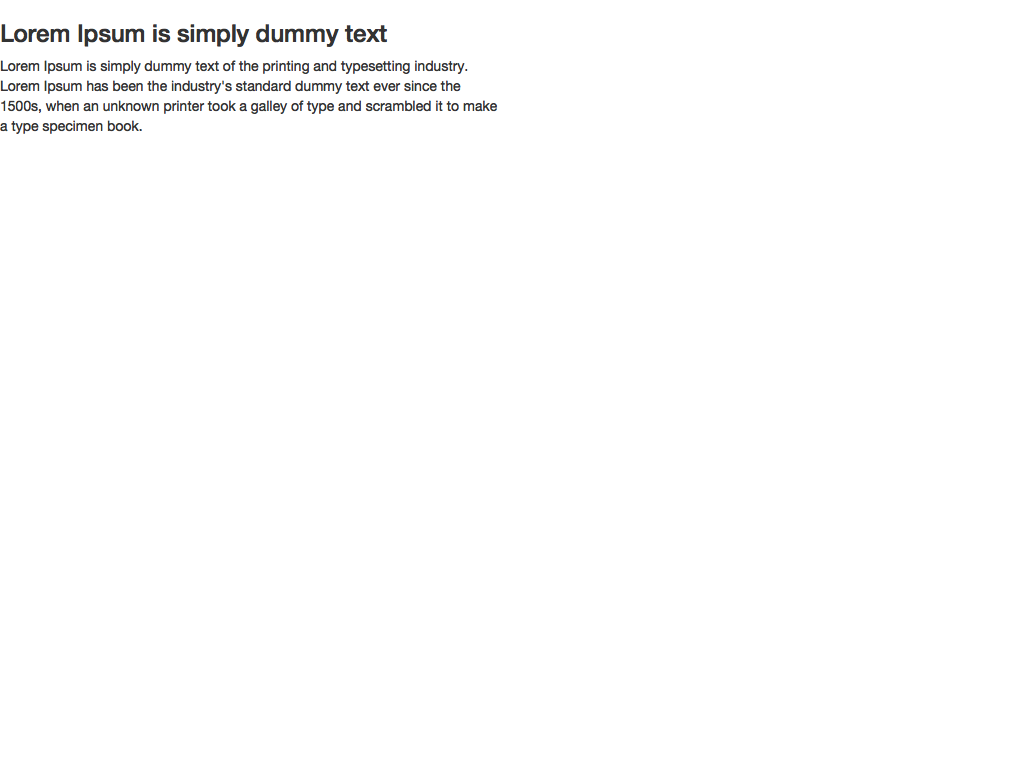 Lorem Ipsum is simply dummy text
Lorem Ipsum is simply dummy text of the printing and typesetting industry.
Lorem Ipsum has been the industry's standard dummy text ever since the
1500s, when an unknown printer took a galley of type and scrambled it to make
a type specimen book.